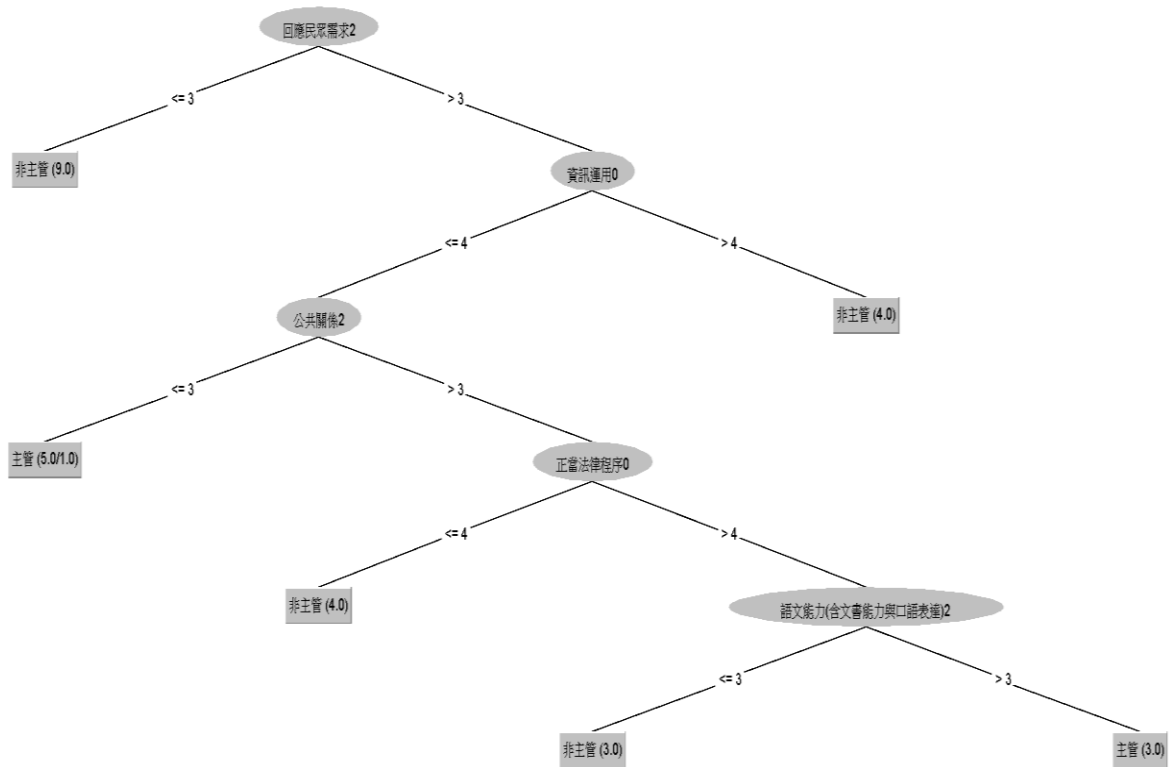 回應民眾需求2
<= 3
> 3
非主管 (9.0)
資訊運用0
<= 4
> 4
公共關係2
非主管 (4.0)
<= 3
> 3
主管 (5.0/1.0)
正當法律程序0
<= 4
> 4
非主管 (4.0)
語文能力(含文書能力與口語表達)2
<= 3
> 3
非主管 (3.0)
主管 (3.0)